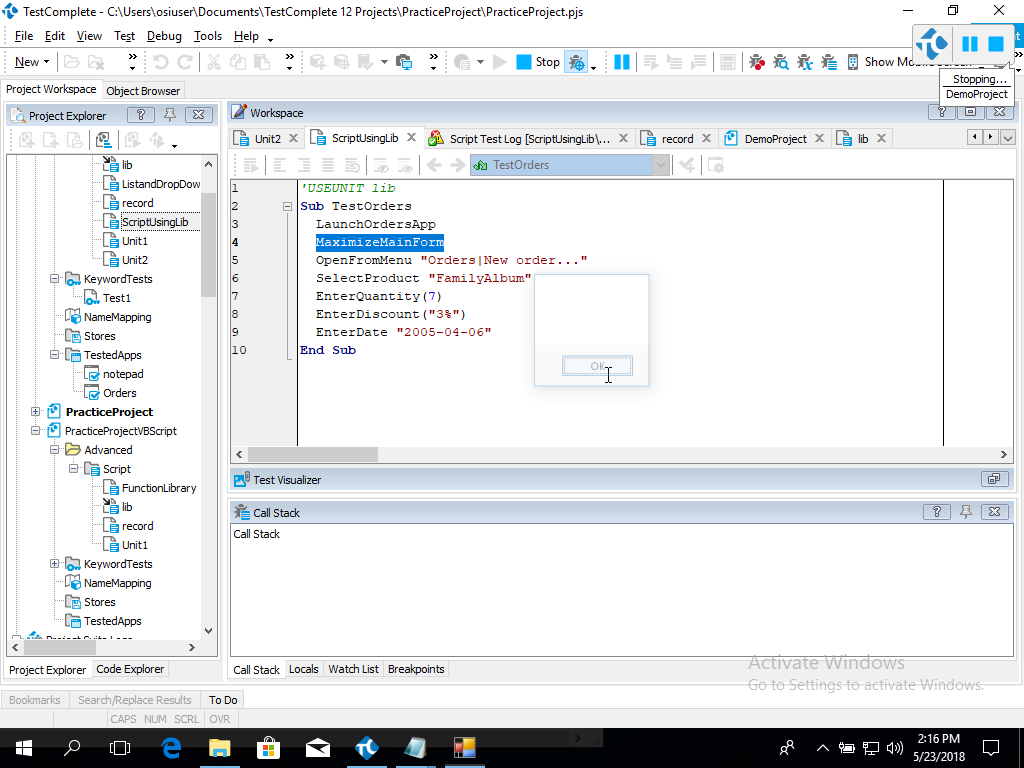 TestComplete - C:\Users\osiuser\Documents\TestComplete 12 Projects\PracticeProject\PracticeProject.pjs
File Edit View Test Debug Tools Help
New
Stop
Show Mo
Stopping...
DemoProject
Project Workspace Object Browser
Project Explorer
lib
ListandDropDow
record
ScriptUsingLib
Unit1
Unit2
KeywordTests
Test1
NameMapping
Stores
TestedApps
notepad
Orders
PracticeProject
PracticeProjectVBScript
Advanced
Script
FunctionLibrary
lib
record
Unit1
KeywordTests
NameMapping
Stores
TestedApps
Project Suite Logs
Project Explorer Code Explorer
Workspace
Unit2 ScriptUsingLib Script Test Log [ScriptUsingLib\... record DemoProject lib
TestOrders
1 'USEUNIT lib
2 Sub TestOrders
3 LaunchOrdersApp
4 MaximizeMainForm
5 OpenFromMenu "Orders|New order..."
6 SelectProduct "FamilyAlbum"
7 EnterQuantity(7)
8 EnterDiscount("3%")
9 EnterDate "2005-04-06"
10 End Sub
OK
Test Visualizer
Call Stack
Call Stack
Call Stack Locals Watch List Breakpoints
Activate Windows
Go to Settings to activate Windows.
Bookmarks Search/Replace Results To Do
CAPS NUM SCRL OVR
2:16 PM
5/23/2018